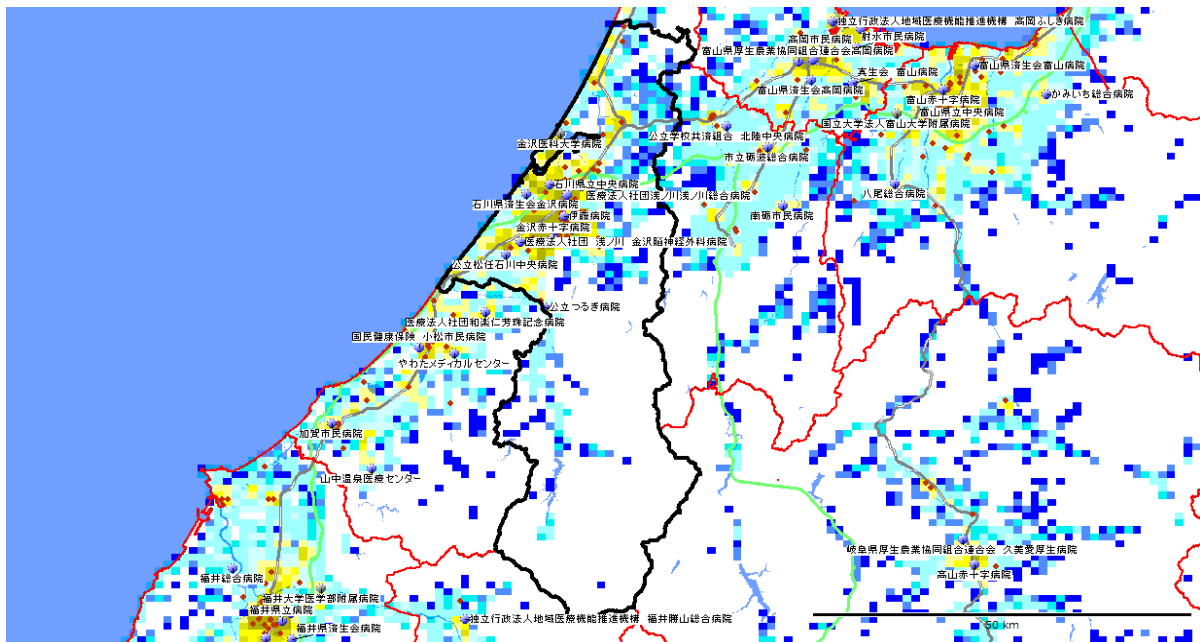 独立行政法人地域医療機能推進機構 高岡ふしき病院
高岡市民病院
射水市民病院
富山県厚生農業協同組合連合会高岡病院
富山県済生会富山病院
真生会 富山病院
富山県済生会高岡病院
かみいち総合病院
富山赤十字病院
富山県立中央病院
国立大学法人富山大学附属病院
公立学校共済組合 北陸中央病院
金沢医科大学病院
市立砺波総合病院
石川県立中央病院
八尾総合病院
医療法人社団浅ノ川浅ノ川総合病院
石川県済生会金沢病院
南砺市民病院
伊藤病院
金沢赤十字病院
医療法人社団 浅ノ川 金沢脳神経外科病院
公立松任石川中央病院
公立つるぎ病院
医療法人社団和楽仁芳珠記念病院
国民健康保険 小松市民病院
やわたメディカルセンター
加賀市民病院
山中温泉医療センター
岐阜県厚生農業協同組合連合会 久美愛厚生病院
高山赤十字病院
福井総合病院
福井大学医学部附属病院
福井県立病院
独立行政法人地域医療機能推進機構 福井勝山総合病院
福井県済生会病院
50 km